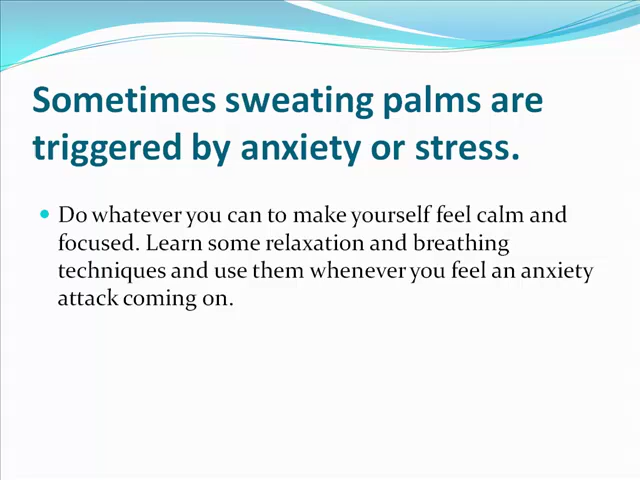 Sometimes sweating palms are
triggered by anxiety or stress.
Do whatever you can to make yourself feel calm and
focused. Learn some relaxation and breathing
techniques and use them whenever you feel an anxiety
attack coming on.